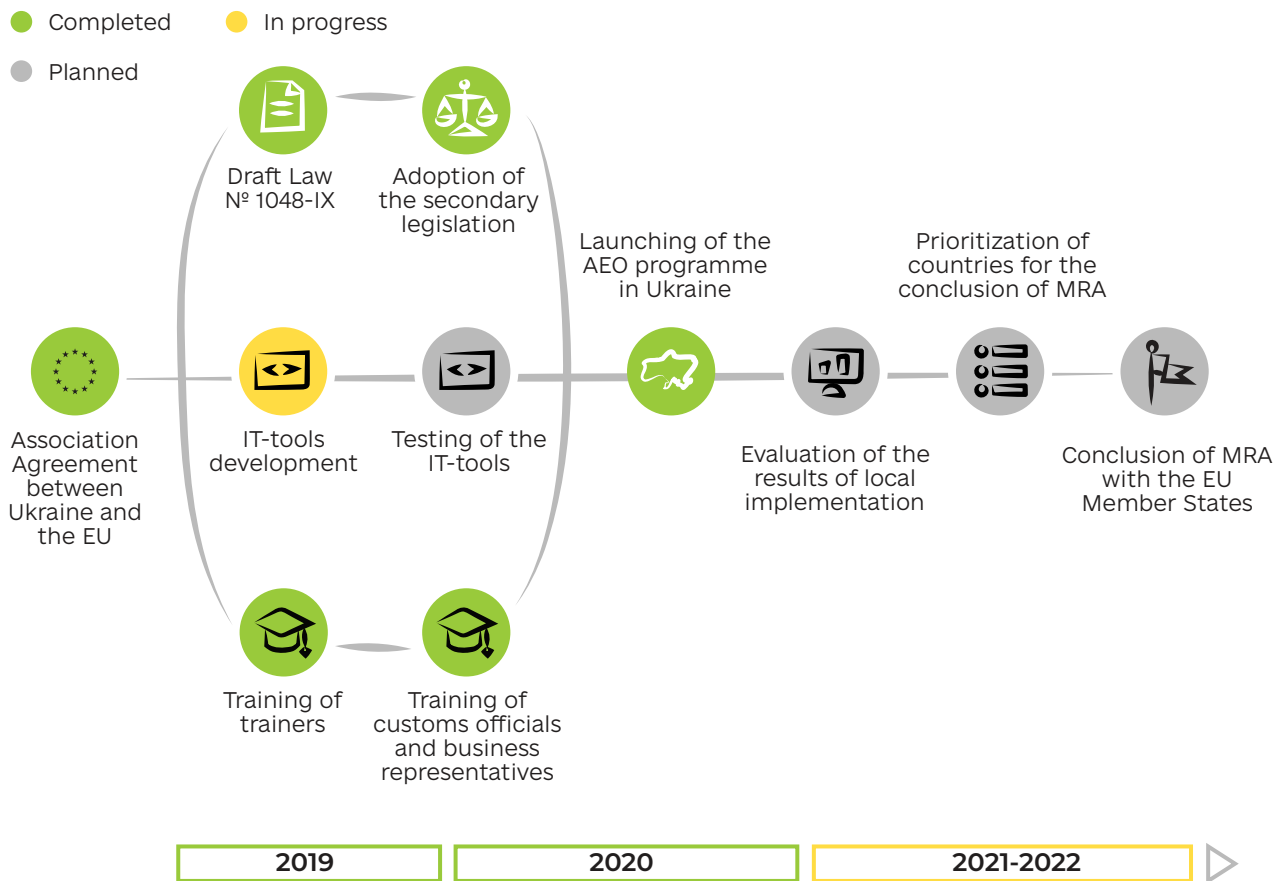 Completed
In progress
Planned
Draft Law
№ 1048-IX
Adoption of
the secondary
legislation
Launching of the
AEO programme
in Ukraine
Prioritization of
countries for the
conclusion of MRA
Association
Agreement
between
Ukraine and
the EU
IT-tools
development
Testing of the
IT-tools
Evaluation of the
results of local
implementation
Conclusion of MRA
with the EU
Member States
Training of
trainers
Training of
customs officials
and business
representatives
2019
2020
2021-2022